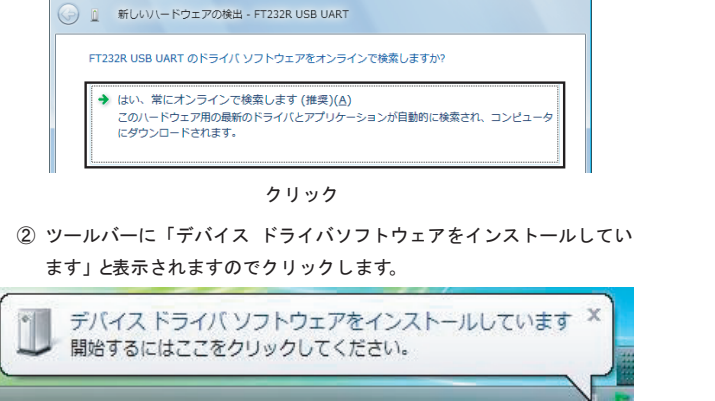 新しいハードウェアの検出 - FT232R USB UART
FT232R USB UART のドライバ ソフトウェアをオンラインで検索しますか?
はい、常にオンラインで検索します (推奨)(A)
このハードウェア用の最新のドライバとアプリケーションが自動的に検索され、コンピュータ
にダウンロードされます。
クリック
② ツールバーに「デバイス ドライバソフトウェアをインストールしてい
ます」と表示されますのでクリックします。
デバイス ドライバ ソフトウェアをインストールしています
開始するにはここをクリックしてください。